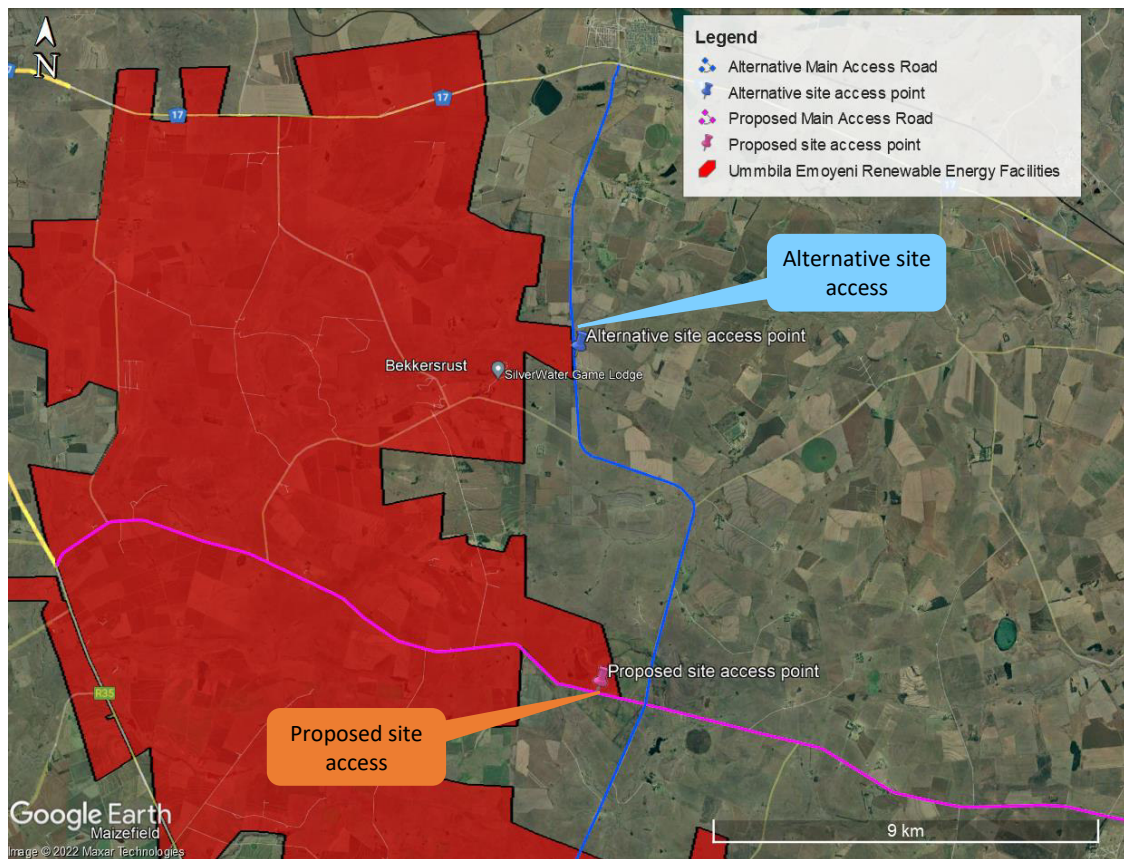 N
Legend
Alternative Main Access Road
Alternative site access point
Proposed Main Access Road
Proposed site access point
Ummbila Emoyeni Renewable Energy Facilities
7
17
17
17
Alternative site
access
Alternative site access point
Bekkersrust
SilverWater Game Lodge
Proposed site access point
R35
Proposed site
access
Google Earth
Maizefield
Image © 2022 Maxar Technologies
9 km